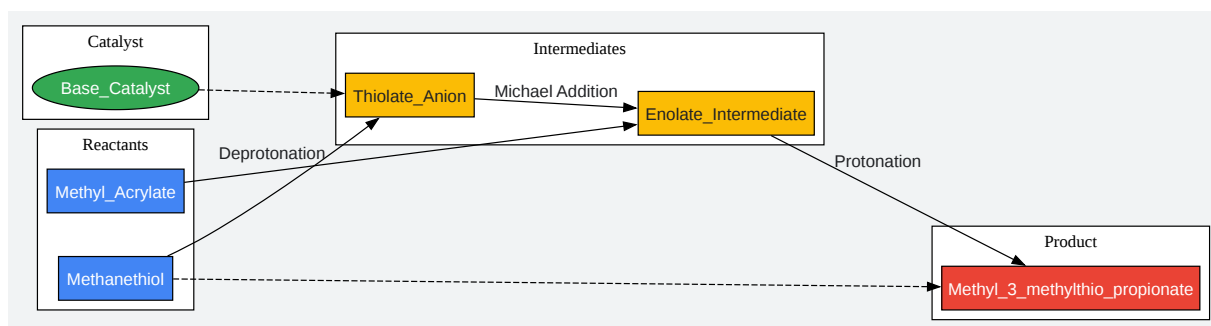 Catalyst
Base_Catalyst
Intermediates
Thiolate_Anion
Michael Addition
Enolate_Intermediate
Reactants
Deprotonation
Methyl_Acrylate
Protonation
Methanethiol
Product
Methyl_3_methylthio_propionate